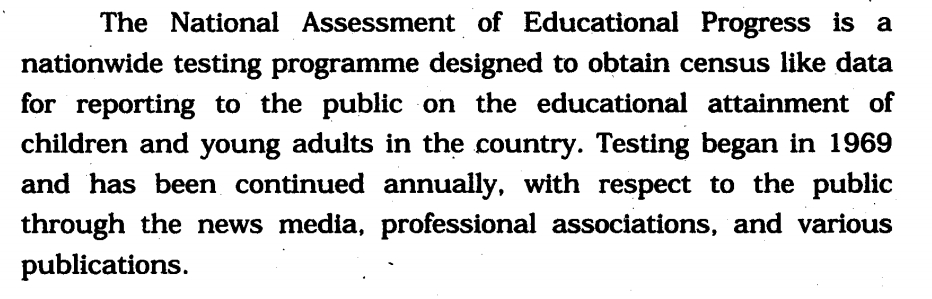 The National Assessment of Educational Progress is a
nationwide testing programme designed to obtain census like data
for reporting to the public on the educational attainment of
children and young adults in the country. Testing began in 1969
and has been continued annually, with respect to the public
through the news media, professional associations, and various
publications.